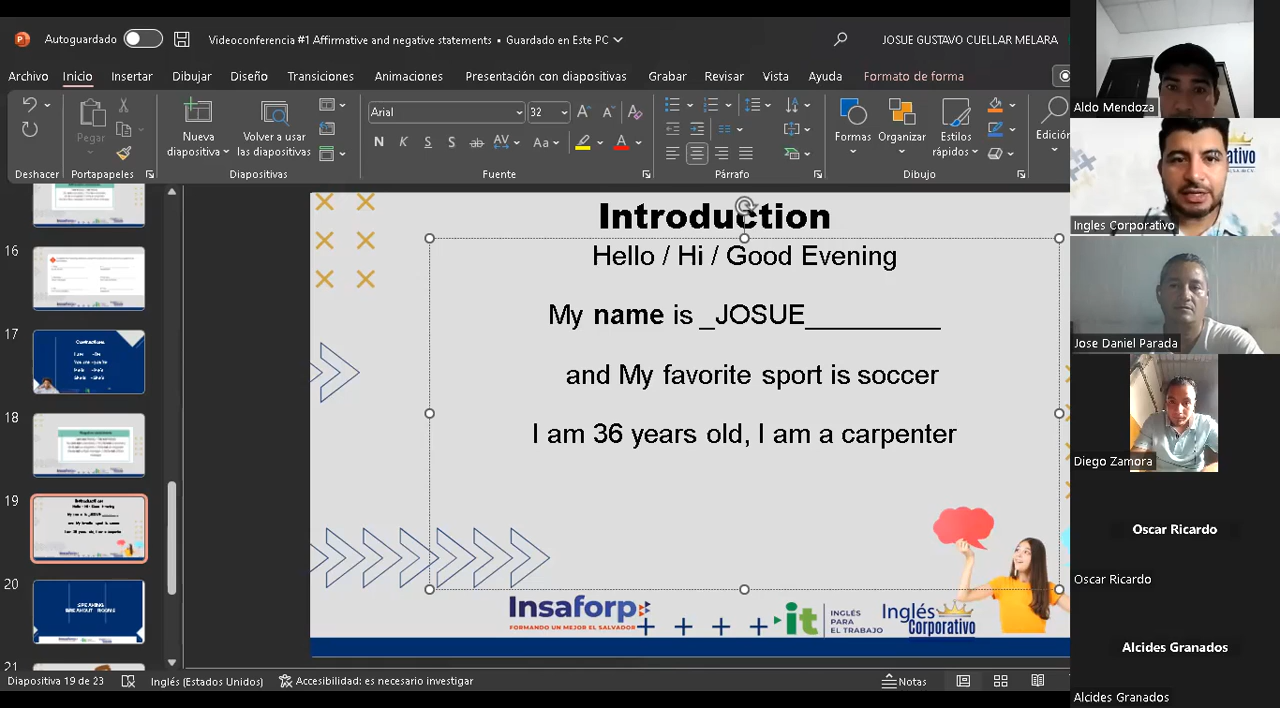 Autoguardado
Videoconferencia #1 Affirmative and negative statements • Guardado en Este PC
JOSUE GUSTAVO CUELLAR MELARA
Archivo Inicio Insertar Dibujar Diseño Transiciones Animaciones Presentación con diapositivas Grabar Revisar Vista Ayuda Formato de forma
Pegar
Nueva diapositiva
Volver a usar las diapositivas
Arial 32
N K S S ab AV Aa A
Formas Organizar Estilos rápidos Edición
Deshacer Portapapeles Diapositivas Fuente Párrafo Dibujo
16
17
18
19
20
SPEAKING
BREAKOUT ROOMS
21
Introduction
Hello / Hi / Good Evening
My name is _JOSUE_________
and My favorite sport is soccer
I am 36 years old, I am a carpenter
Insaforp
FORMANDO UN MEJOR EL SALVADOR
it INGLÉS PARA EL TRABAJO
Inglés Corporativo
Diapositiva 19 de 23 Inglés (Estados Unidos) Accesibilidad: es necesario investigar Notas
Aldo Mendoza
Ingles Corporativo
Jose Daniel Parada
Diego Zamora
Oscar Ricardo
Oscar Ricardo
Alcides Granados
Alcides Granados